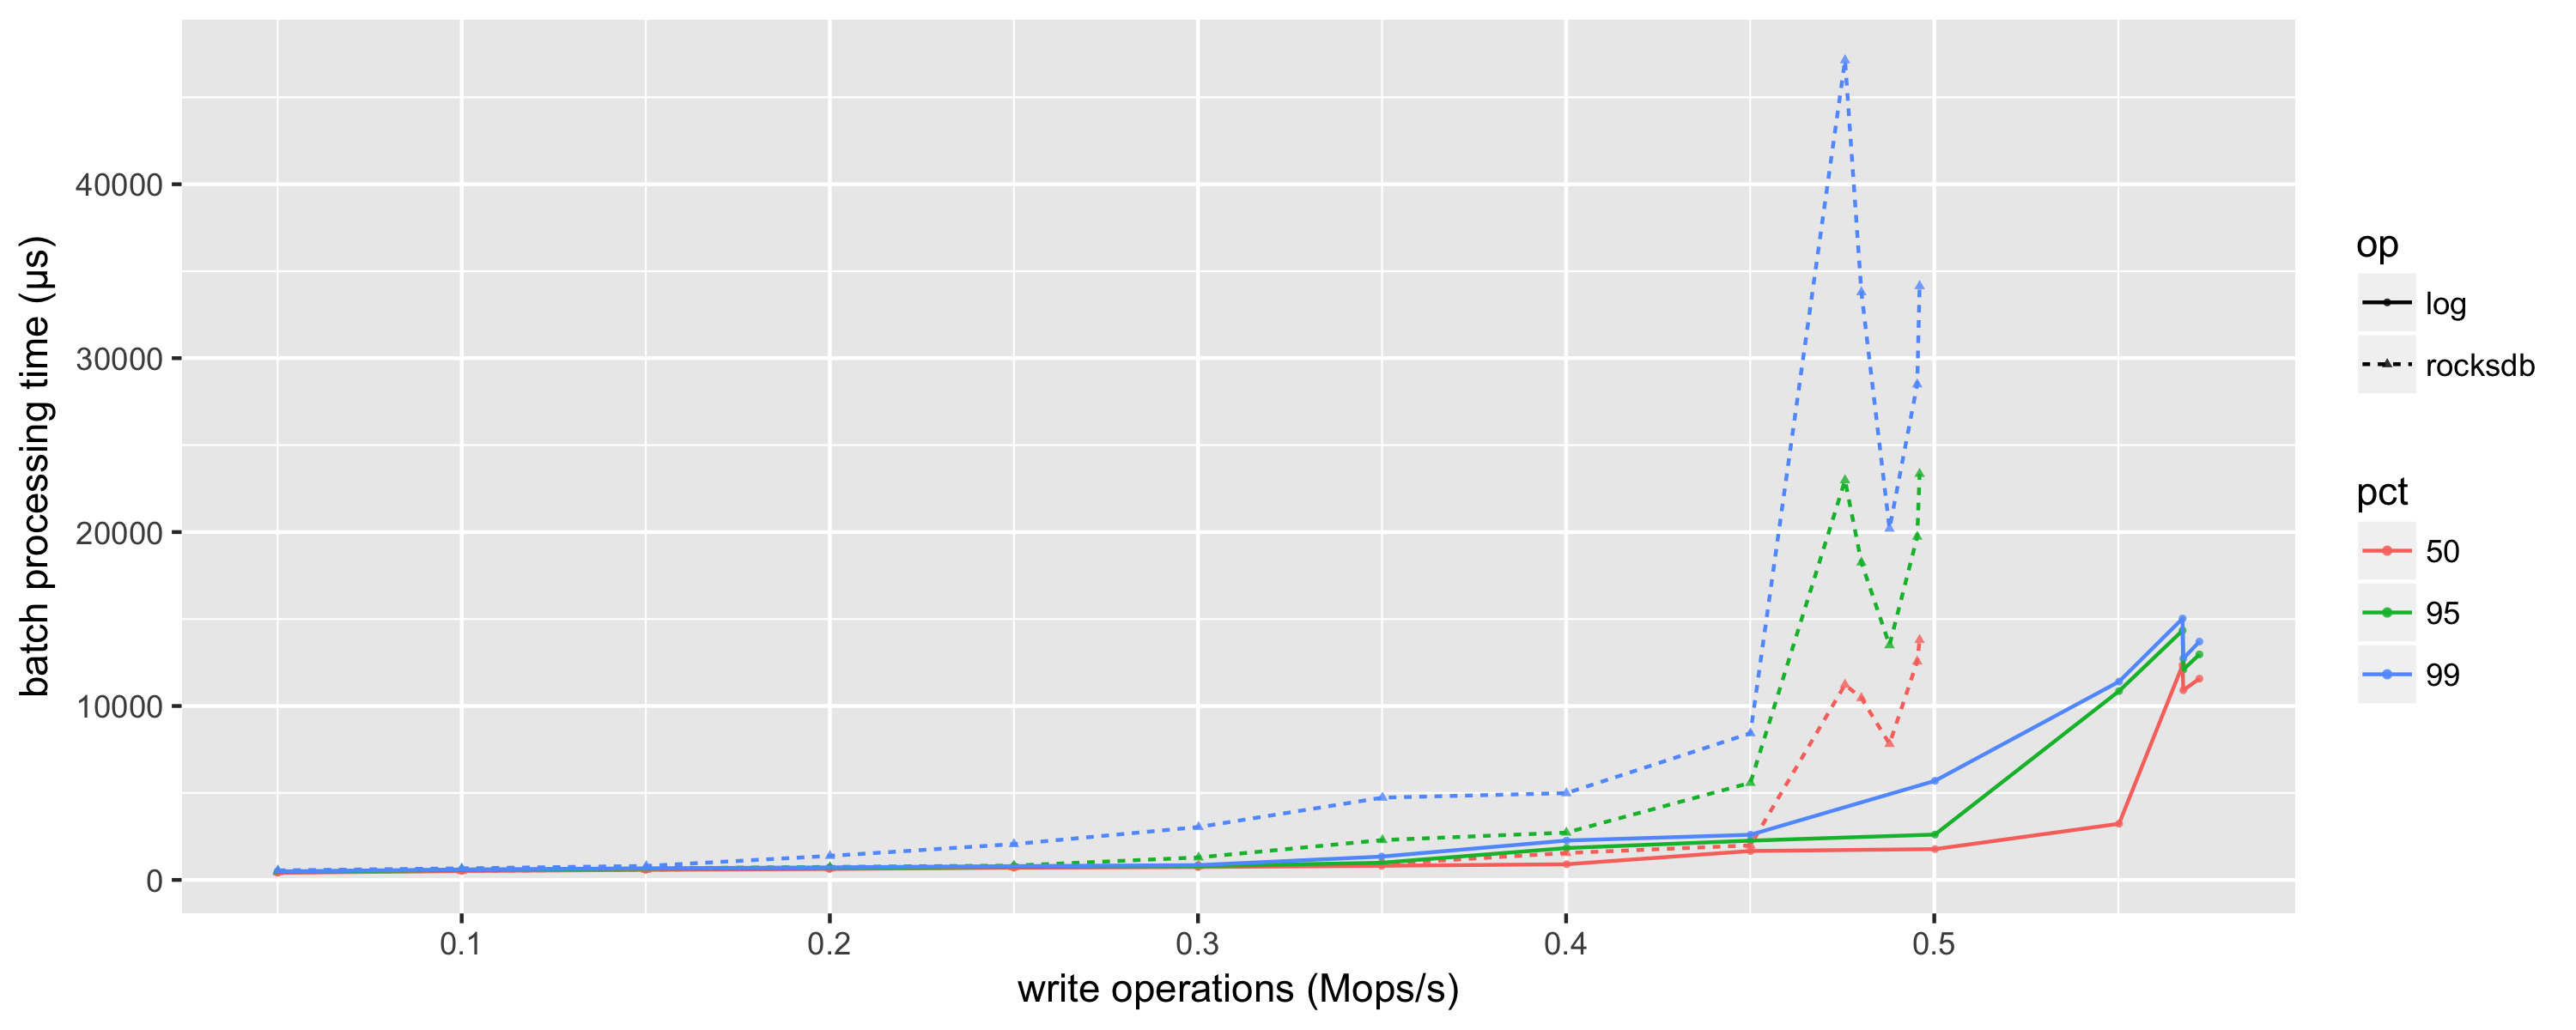 batch processing time (µs)
40000
30000
20000
10000
0
0.1
0.2
0.3
0.4
0.5
write operations (Mops/s)
op
log
rocksdb
pct
50
95
99